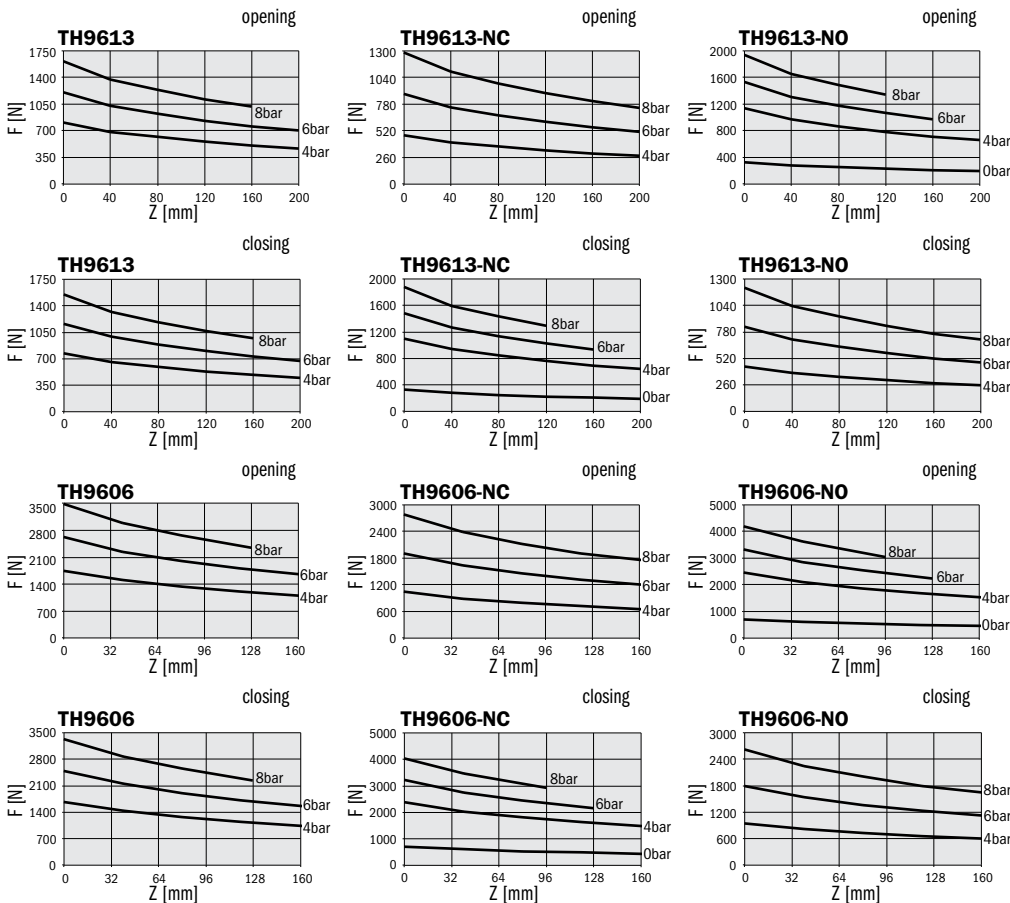 opening
TH9613
1750
1400
1050
700
350
0
F [N]
8bar
6bar
4bar
0 40 80 120 160 200
Z [mm]
opening
TH9613-NC
1300
1040
780
520
260
0
F [N]
8bar
6bar
4bar
0 40 80 120 160 200
Z [mm]
opening
TH9613-NO
2000
1600
1200
800
400
0
F [N]
8bar
6bar
4bar
0bar
0 40 80 120 160 200
Z [mm]
closing
TH9613
1750
1400
1050
700
350
0
F [N]
8bar
6bar
4bar
0 40 80 120 160 200
Z [mm]
closing
TH9613-NC
2000
1600
1200
800
400
0
F [N]
8bar
6bar
4bar
0bar
0 40 80 120 160 200
Z [mm]
closing
TH9613-NO
1300
1040
780
520
260
0
F [N]
8bar
6bar
4bar
0 40 80 120 160 200
Z [mm]
opening
TH9606
3500
2800
2100
1400
700
0
F [N]
8bar
6bar
4bar
0 32 64 96 128 160
Z [mm]
opening
TH9606-NC
3000
2400
1800
1200
600
0
F [N]
8bar
6bar
4bar
0 32 64 96 128 160
Z [mm]
opening
TH9606-NO
5000
4000
3000
2000
1000
0
F [N]
8bar
6bar
4bar
0bar
0 32 64 96 128 160
Z [mm]
closing
TH9606
3500
2800
2100
1400
700
0
F [N]
8bar
6bar
4bar
0 32 64 96 128 160
Z [mm]
closing
TH9606-NC
5000
4000
3000
2000
1000
0
F [N]
8bar
6bar
4bar
0bar
0 32 64 96 128 160
Z [mm]
closing
TH9606-NO
3000
2400
1800
1200
600
0
F [N]
8bar
6bar
4bar
0 32 64 96 128 160
Z [mm]